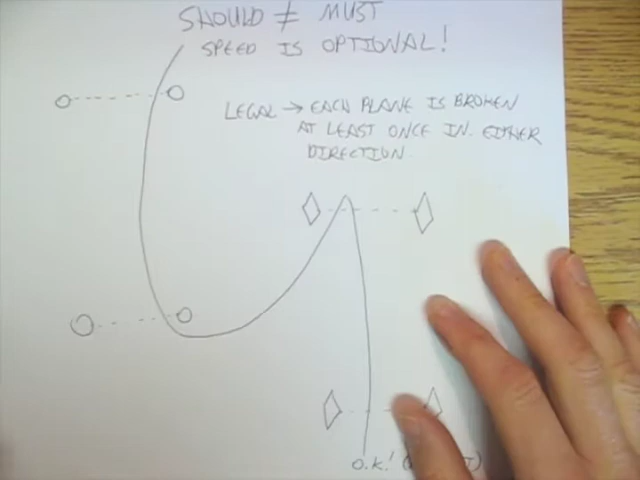 SHOULD ≠ MUST
SPEED IS OPTIONAL!
LEGAL → EACH PLANE IS BROKEN
AT LEAST ONCE IN EITHER
DIRECTION.
O.K.!